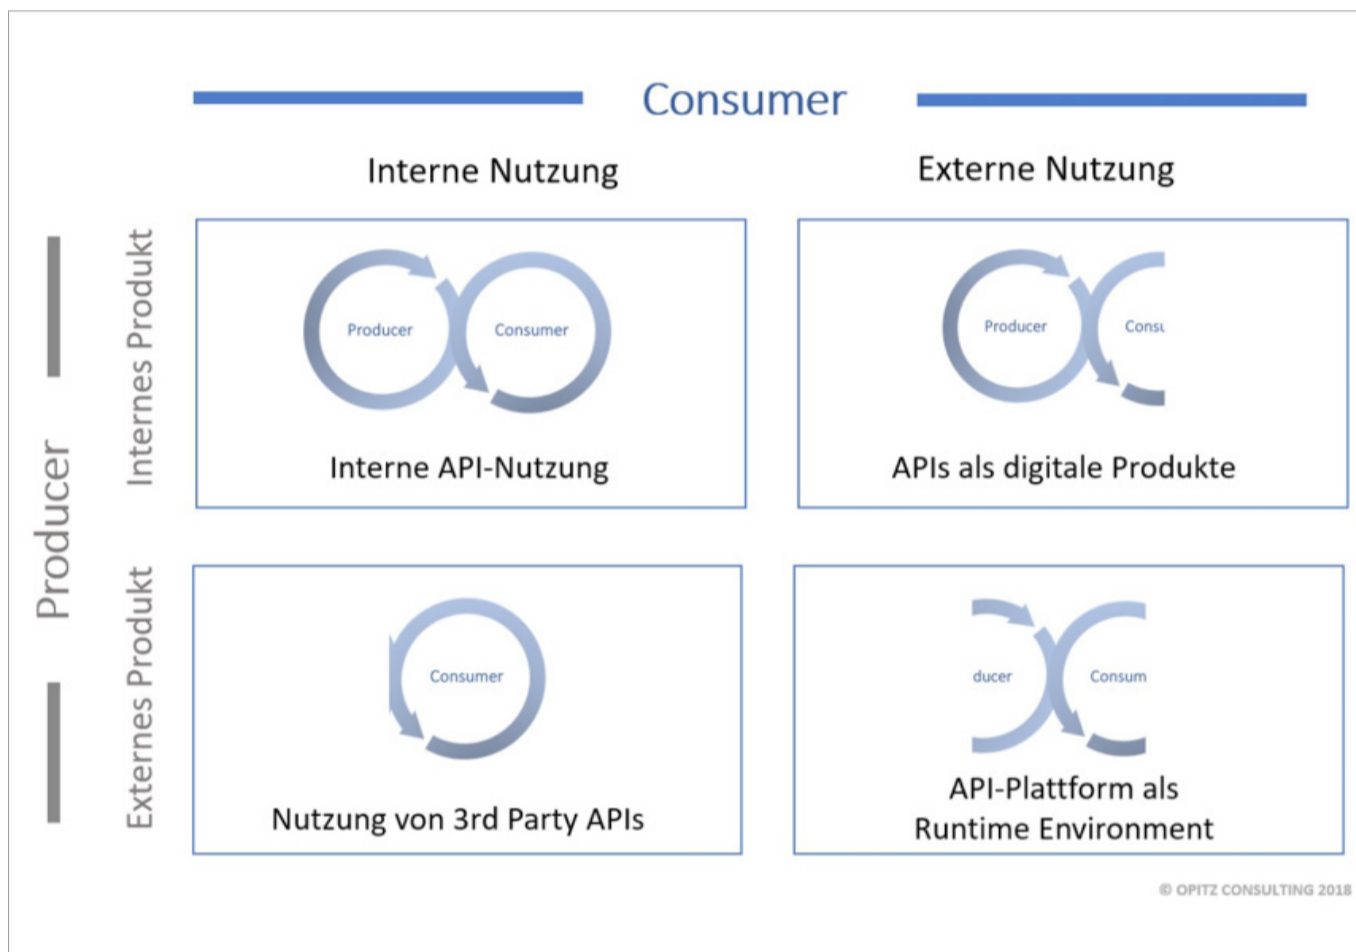 Consumer
Interne Nutzung
Externe Nutzung
Producer
Internes Produkt
Producer
Consumer
Interne API-Nutzung
Producer
Consu
APIs als digitale Produkte
Externes Produkt
Consumer
Nutzung von 3rd Party APIs
ducer
Consum
API-Plattform als
Runtime Environment
© OPITZ CONSULTING 2018